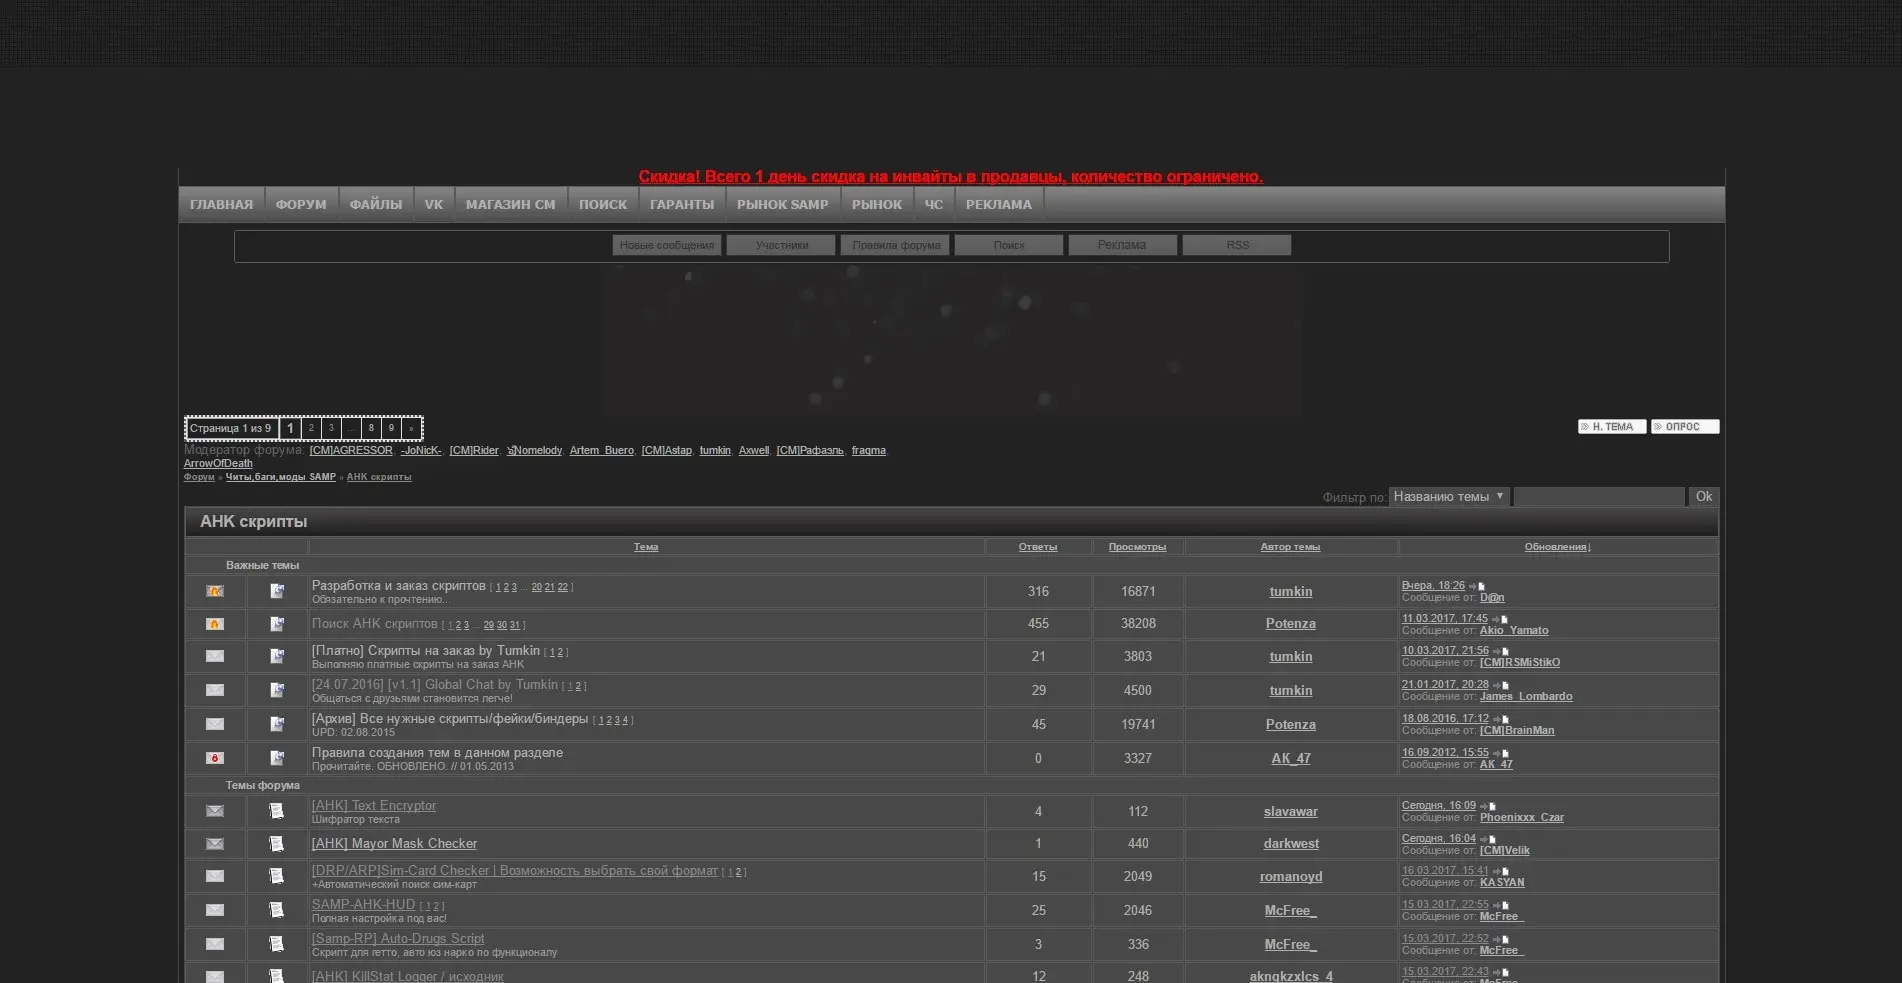 Скидка! Всего 1 день скидка на инвайты в продавцы, количество ограничено.
ГЛАВНАЯ ФОРУМ ФАЙЛЫ VK МАГАЗИН СМ ПОИСК ГАРАНТЫ РЫНОК SAMP РЫНОК ЧС РЕКЛАМА
Новые сообщения Участники Правила форума Поиск Реклама RSS
Страница 1 из 9 1 2 3 ... 8 9 »
Н. ТЕМА ОПРОС
Модератор форума: [CM]AGRESSOR, -JoNicK-, [CM]Rider, Nomelody, Artem_Buero, [CM]Astap, tumkin, Axwell, [CM]Рафаэль, fragma,
ArrowOfDeath
Форум » Читы,баги,моды SAMP » AHK скрипты
Фильтр по: Названию темы ▼ Ok
AHK скрипты
Тема Ответы Просмотры Автор темы Обновления↓
Важные темы
Разработка и заказ скриптов [ 1 2 3 ... 20 21 22 ] 316 16871 tumkin Вчера, 18:26
Обязательно к прочтению... Сообщение от: D@n
Поиск AHK скриптов [ 1 2 3 ... 29 30 31 ] 455 38208 Potenza 11.03.2017, 17:45
Сообщение от: Akio_Yamato
[Платно] Скрипты на заказ by Tumkin [ 1 2 ] 21 3803 tumkin 10.03.2017, 21:56
Выполняю платные скрипты на заказ AHK Сообщение от: [CM]RSMiStikO
[24.07.2016] [v1.1] Global Chat by Tumkin [ 1 2 ] 29 4500 tumkin 21.01.2017, 20:28
Общаться с друзьями становится легче! Сообщение от: James_Lombardo
[Архив] Все нужные скрипты/фейки/биндеры [ 1 2 3 4 ] 45 19741 Potenza 18.08.2016, 17:12
UPD: 02.08.2015 Сообщение от: [CM]BrainMan
Правила создания тем в данном разделе 0 3327 AK_47 16.09.2012, 15:55
Прочитайте. ОБНОВЛЕНО. // 01.05.2013 Сообщение от: AK_47
Темы форума
[AHK] Text Encryptor 4 112 slavawar Сегодня, 16:09
Шифратор текста Сообщение от: Phoenixxx_Czar
[AHK] Mayor Mask Checker 1 440 darkwest Сегодня, 16:04
Сообщение от: [CM]Velik
[DRP/ARP]Sim-Card Checker | Возможность выбрать свой формат [ 1 2 ] 15 2049 romanoyd 16.03.2017, 15:41
+Автоматический поиск сим-карт Сообщение от: KASYAN
SAMP-AHK-HUD [ 1 2 ] 25 2046 McFree_ 15.03.2017, 22:55
Полная настройка под вас! Сообщение от: McFree_
[Samp-RP] Auto-Drugs Script 3 336 McFree_ 15.03.2017, 22:52
Скрипт для гетто, авто юз нарко по функционалу Сообщение от: McFree_
[AHK] KillStat Logger / исходник 12 248 akngkzxlcs_4 15.03.2017, 22:43